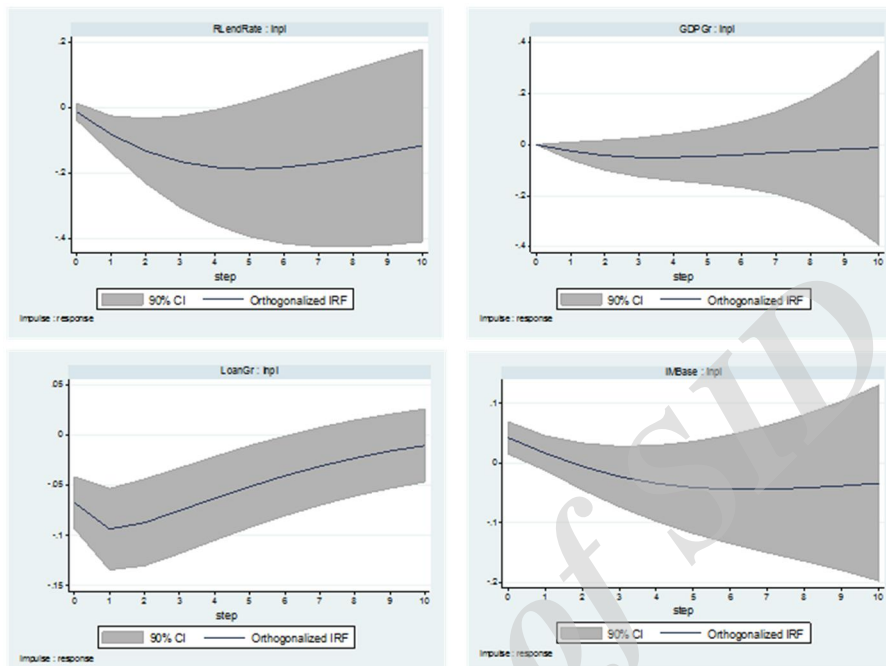 RLendRate : lnpl
.2
0
-.2
-.4
0 1 2 3 4 5 6 7 8 9 10
step
90% CI Orthogonalized IRF
Impulse : response
GDPGr : lnpl
.4
.2
0
-.2
-.4
0 1 2 3 4 5 6 7 8 9 10
step
90% CI Orthogonalized IRF
Impulse : response
LoanGr : lnpl
.05
0
-.05
-.1
-.15
0 1 2 3 4 5 6 7 8 9 10
step
90% CI Orthogonalized IRF
Impulse : response
lMBase : lnpl
.1
0
-.1
-.2
0 1 2 3 4 5 6 7 8 9 10
step
90% CI Orthogonalized IRF
Impulse : response
of SID